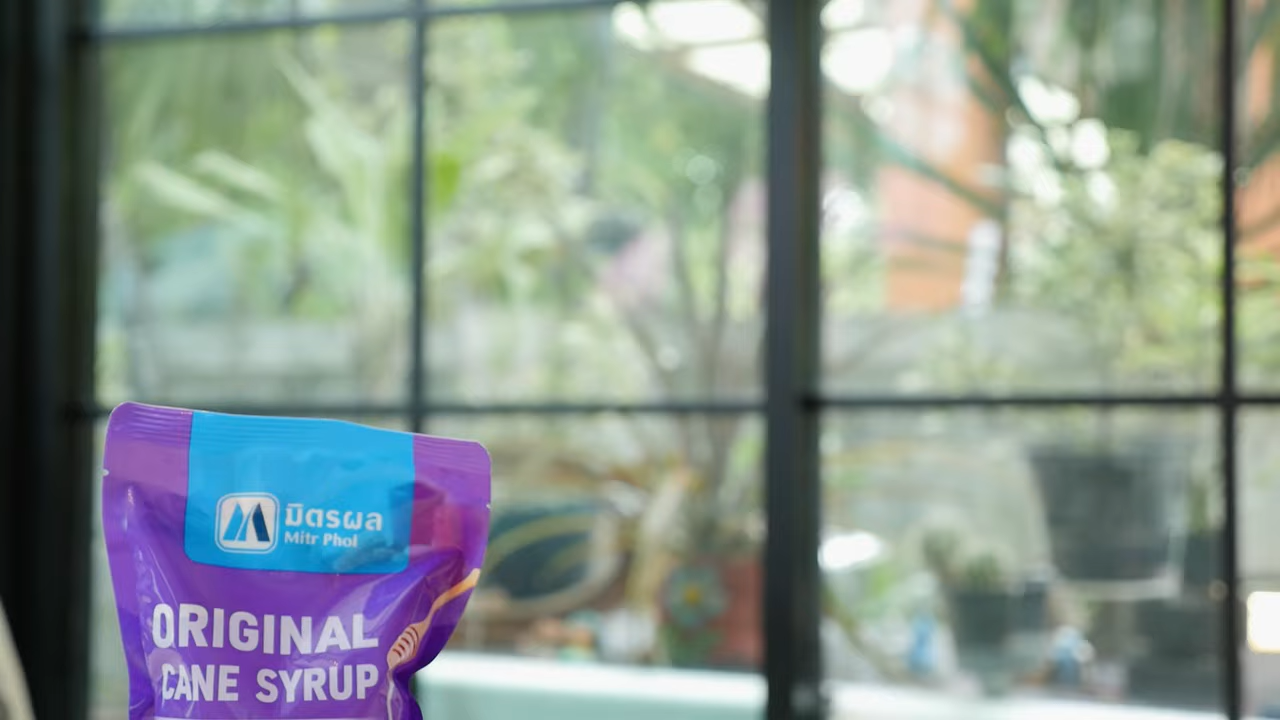 มิตรผล
Mitr Phol
ORIGINAL
CANE SYRUP